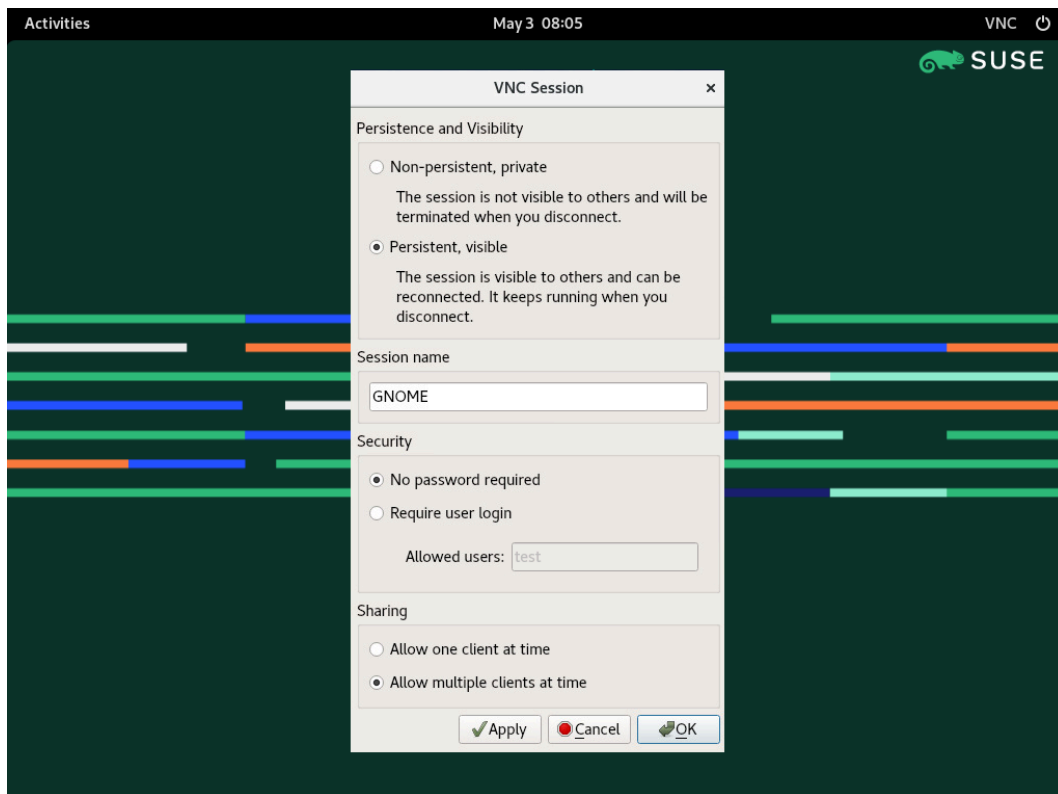 Activities
May 3 08:05
VNC
SUSE
VNC Session
Persistence and Visibility
Non-persistent, private
The session is not visible to others and will be
terminated when you disconnect.
Persistent, visible
The session is visible to others and can be
reconnected. It keeps running when you
disconnect.
Session name
GNOME
Security
No password required
Require user login
Allowed users: test
Sharing
Allow one client at time
Allow multiple clients at time
Apply
Cancel
OK